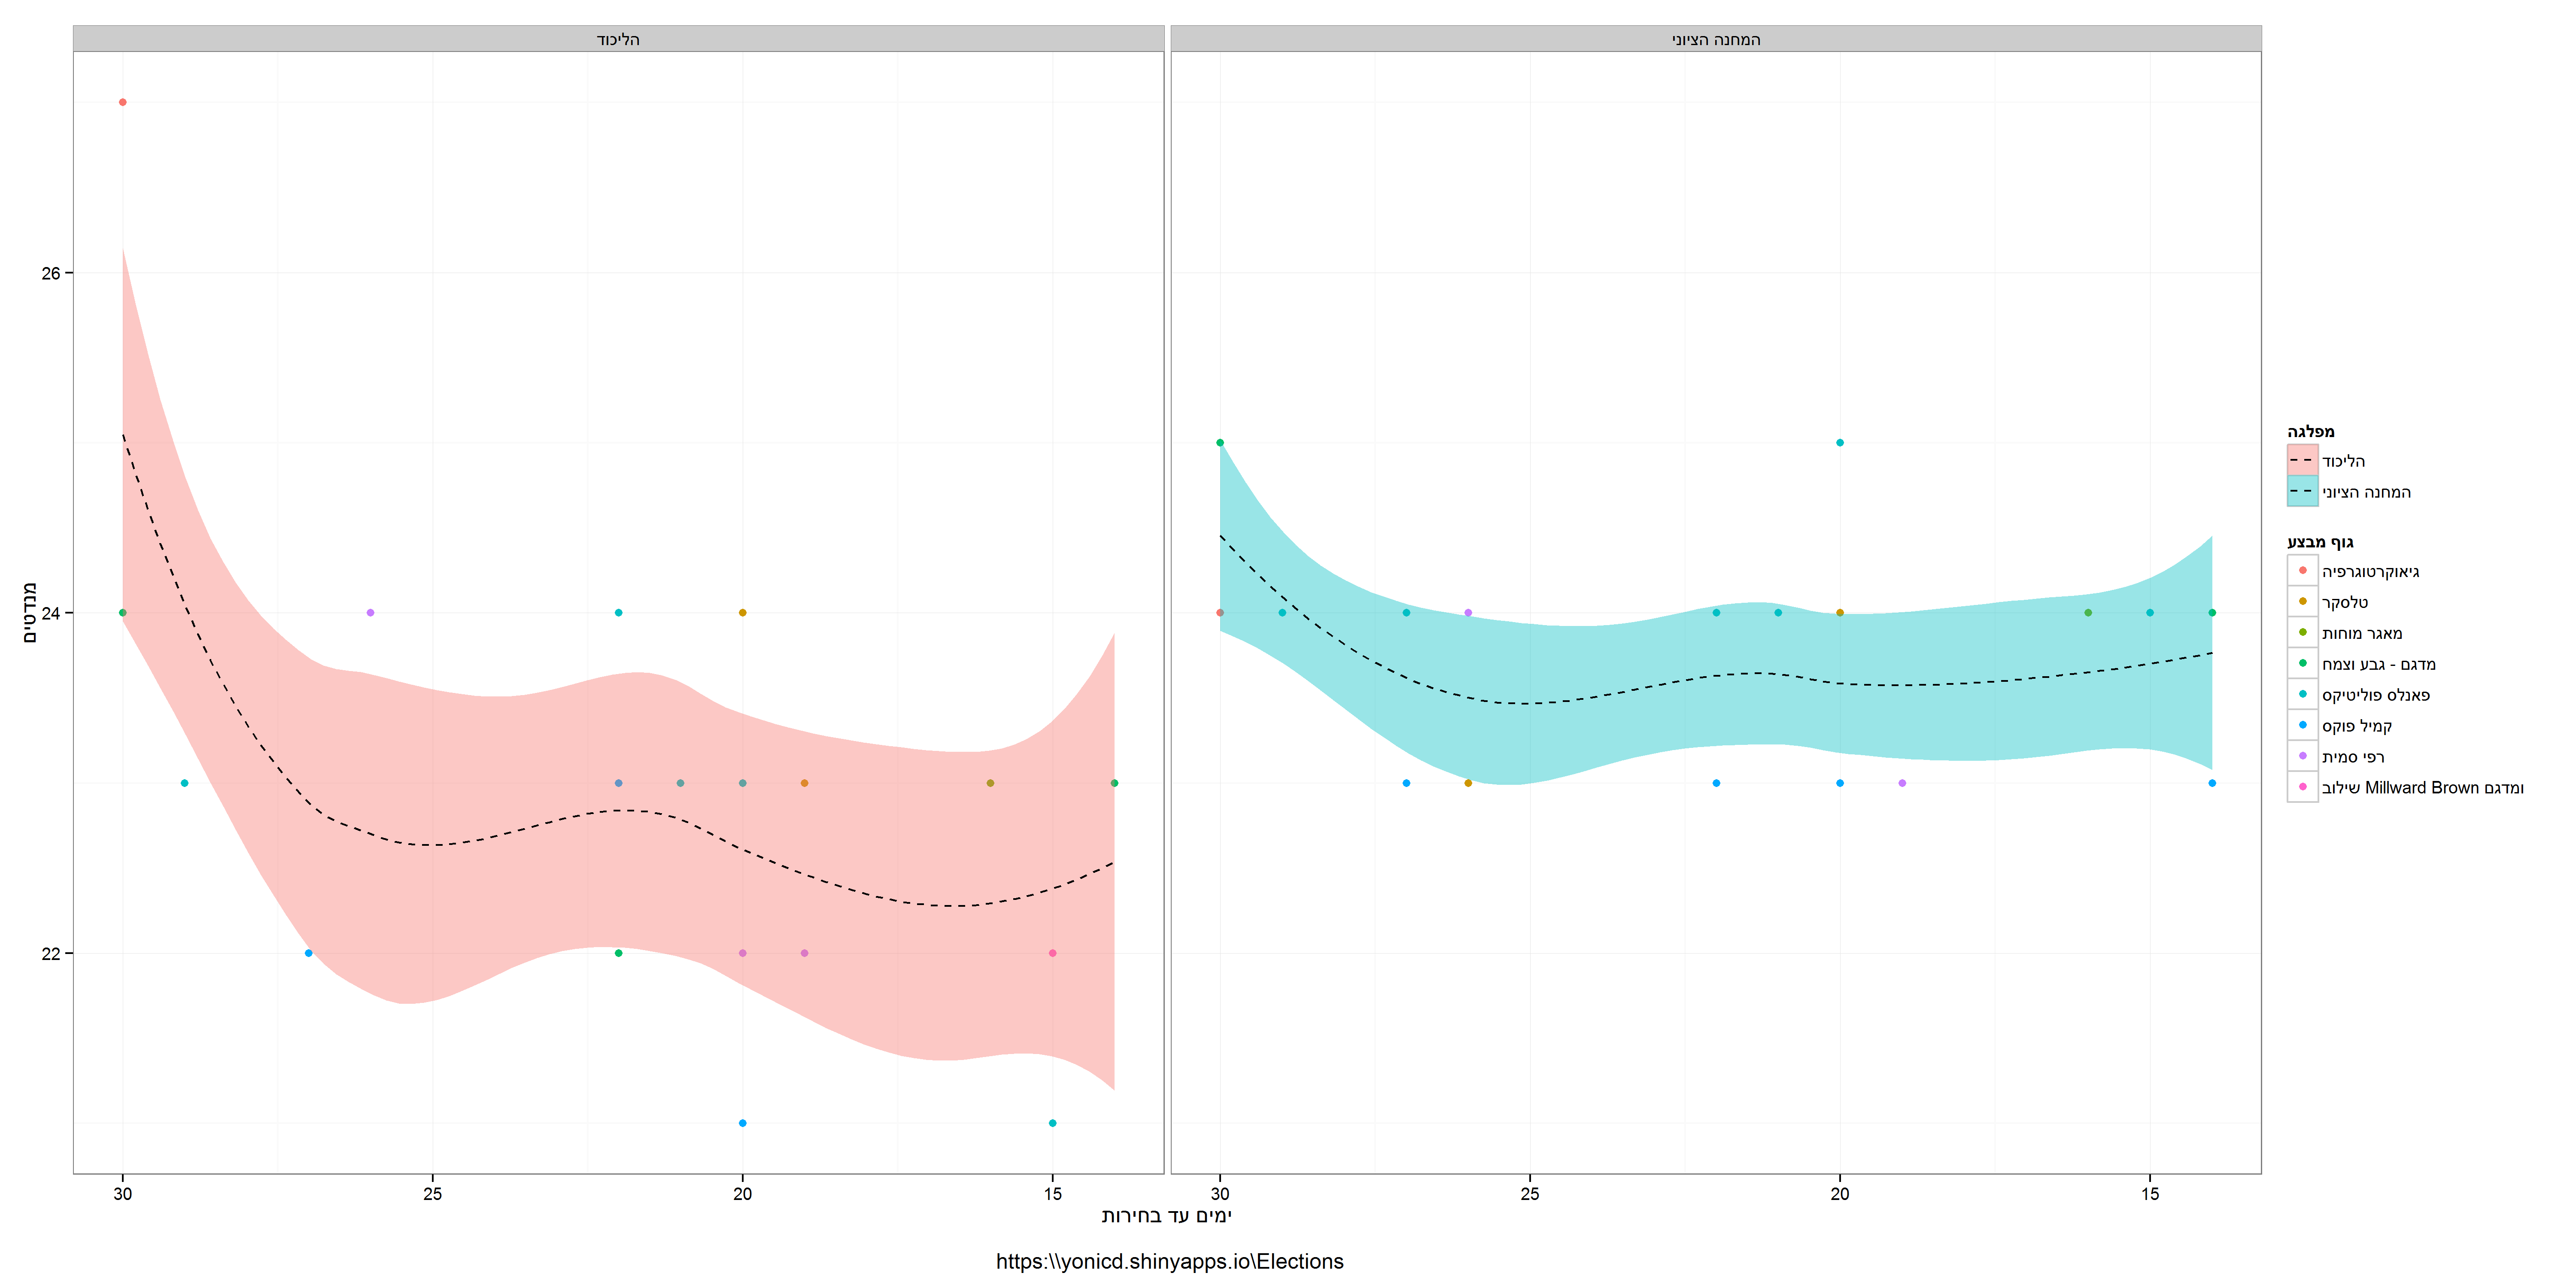 הליכוד
המחנה הציוני
26
24
22
מנדטים
30 25 20 15
30 25 20 15
ימים עד בחירות
https:\\yonicd.shinyapps.io\Elections
מפלגה
הליכוד
המחנה הציוני
גוף מבצע
גיאוקרטוגרפיה
טלסקר
מאגר מוחות
מדגם - גבע וצמח
פאנלס פוליטיקס
קמיל פוקס
רפי סמית
שילוב Millward Brown ומדגם